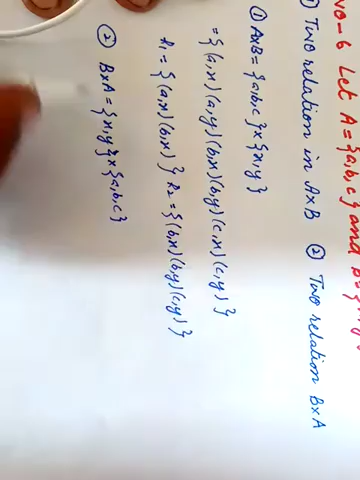 NO-6 Let A = {a,b,c} and B = {x,y}
① Two relation in A×B ② Two relation B×A
① A×B = {a,b,c} × {x,y}
= {(a,x)(a,y)(b,x)(b,y)(c,x)(c,y)}
R₁ = {(a,x)(b,x)} R₂ = {(b,x)(b,y)(c,y)}
② B×A = {x,y} × {a,b,c}